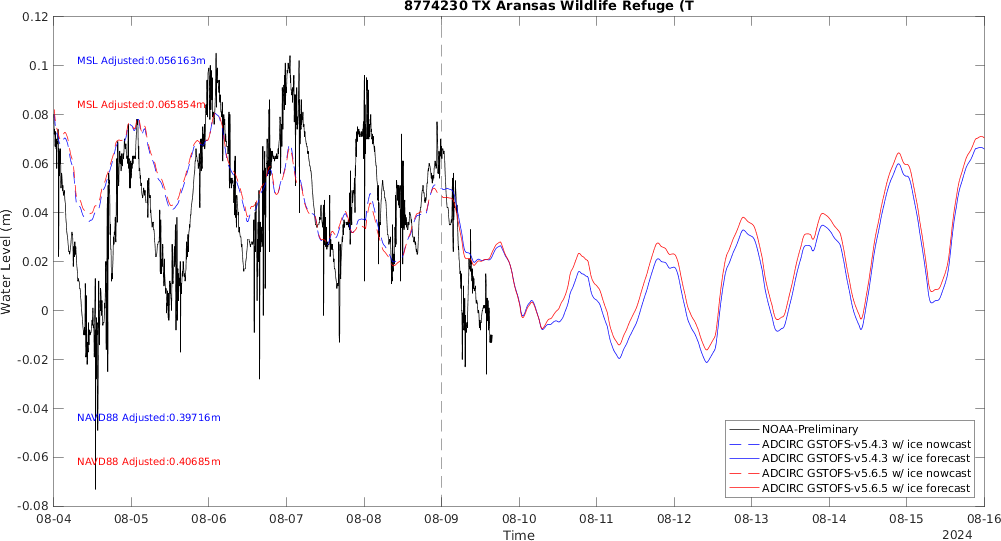 8774230 TX Aransas Wildlife Refuge (T
0.12
0.1
0.08
0.06
0.04
0.02
0
-0.02
-0.04
-0.06
-0.08
Water Level (m)
MSL Adjusted:0.056163m
MSL Adjusted:0.065854m
NAVD88 Adjusted:0.39716m
NAVD88 Adjusted:0.40685m
NOAA-Preliminary
ADCIRC GSTOFS-v5.4.3 w/ ice nowcast
ADCIRC GSTOFS-v5.4.3 w/ ice forecast
ADCIRC GSTOFS-v5.6.5 w/ ice nowcast
ADCIRC GSTOFS-v5.6.5 w/ ice forecast
08-04 08-05 08-06 08-07 08-08 08-09 08-10 08-11 08-12 08-13 08-14 08-15 08-16
Time
2024